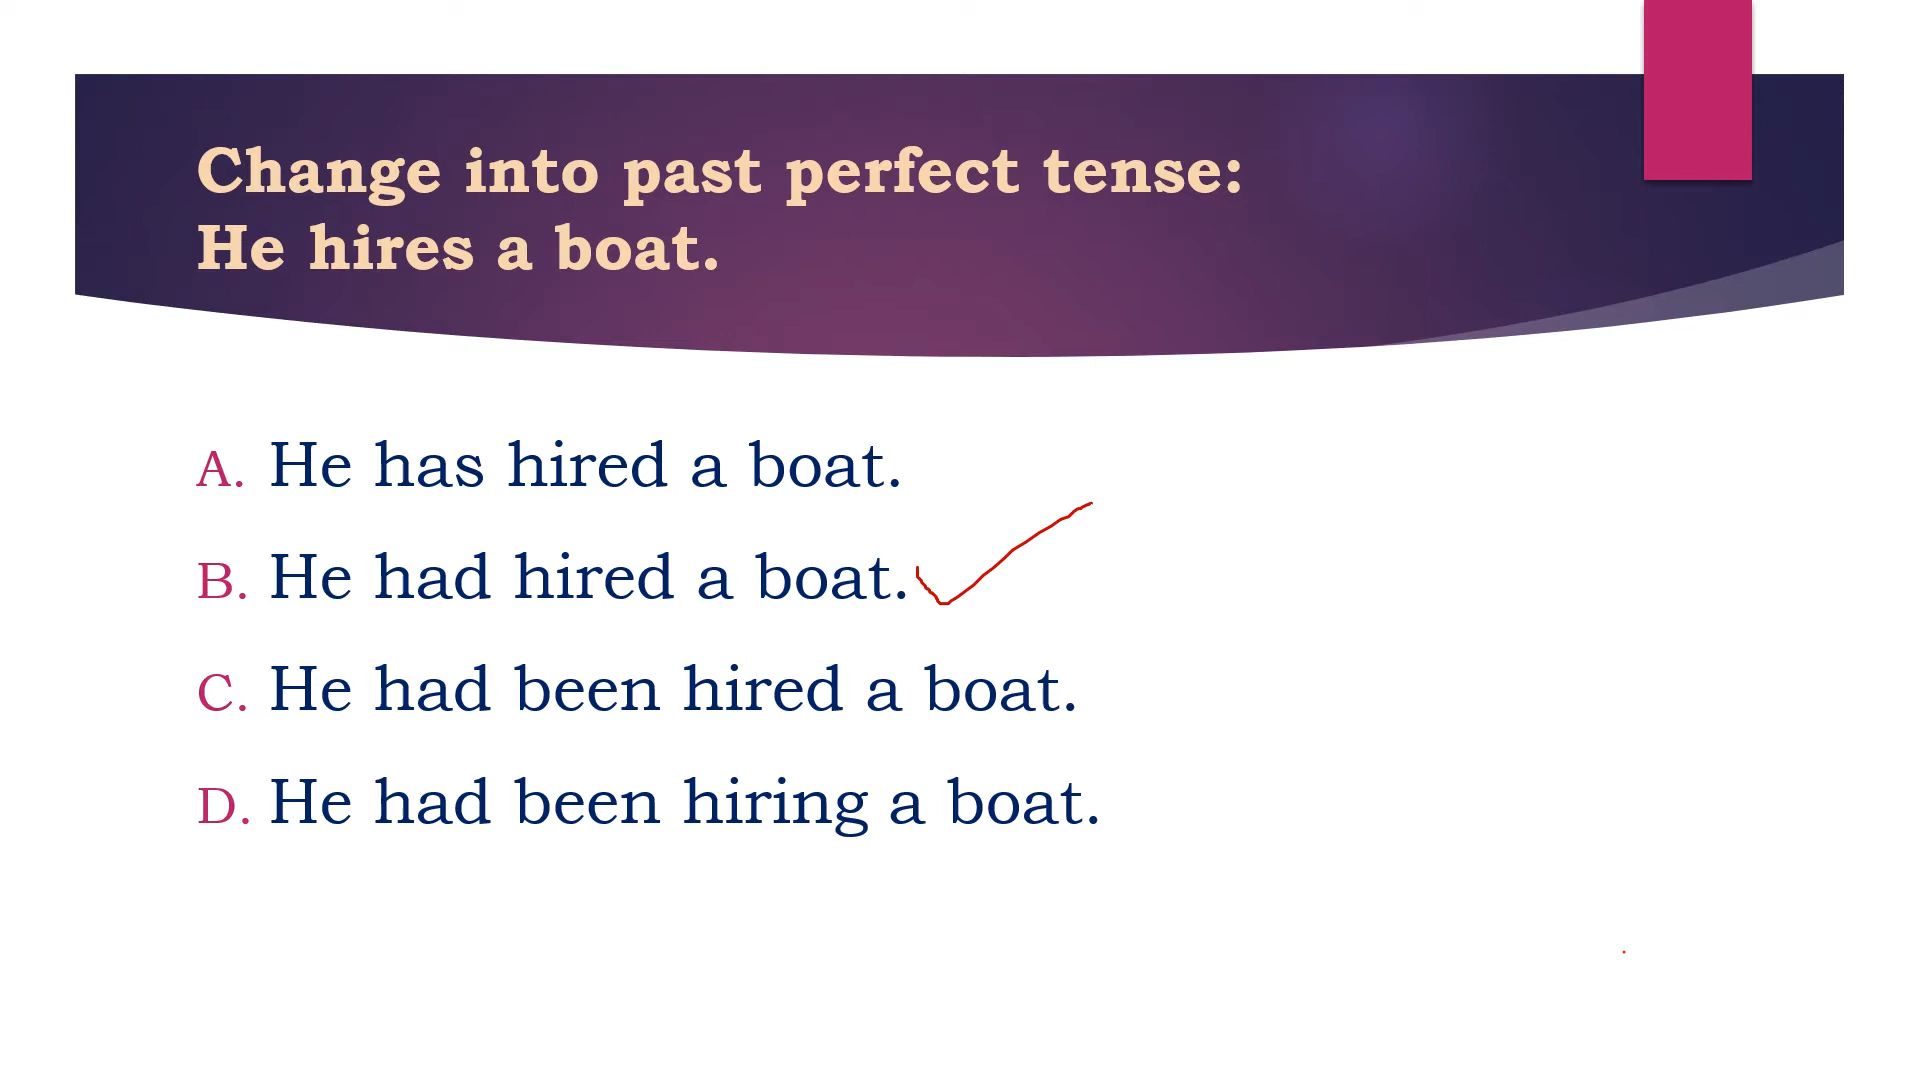 Change into past perfect tense:
He hires a boat.
A. He has hired a boat.
B. He had hired a boat.
C. He had been hired a boat.
D. He had been hiring a boat.